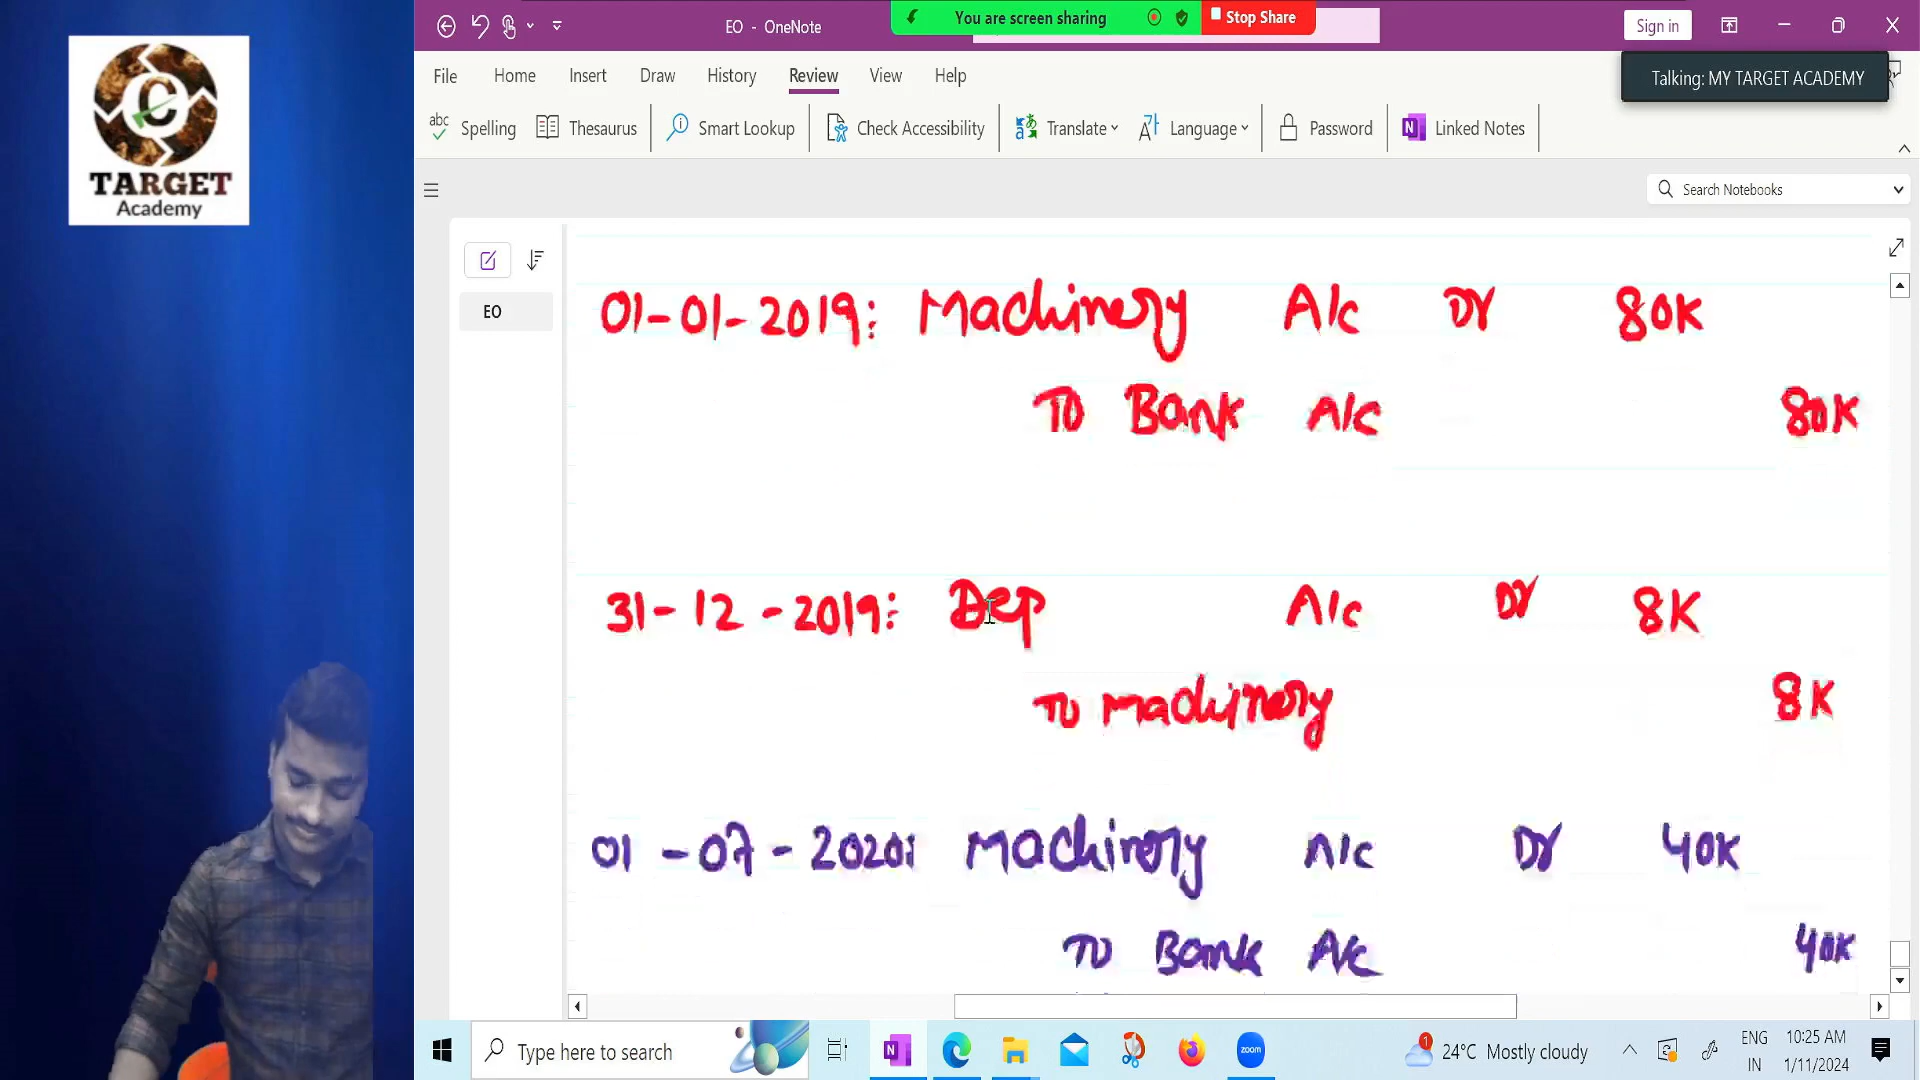 EO - OneNote
You are screen sharing
Stop Share
Sign in
File Home Insert Draw History Review View Help
Talking: MY TARGET ACADEMY
abc Spelling Thesaurus Smart Lookup Check Accessibility Translate Language Password Linked Notes
Search Notebooks
C
TARGET
Academy
EO
01-01-2019: Machinery A/c Dr 80K
To Bank A/c 80K
31-12-2019: Dep A/c Dr 8K
To Machinery 8K
01-07-2020: Machinery A/c Dr 40K
To Bank A/c 40K
Type here to search
zoom
1
24°C Mostly cloudy
ENG
IN
10:25 AM
1/11/2024